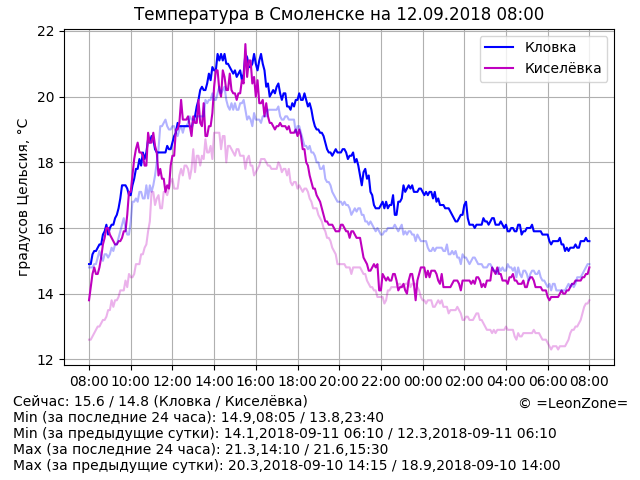 Температура в Смоленске на 12.09.2018 08:00
22
20
18
16
14
12
градусов Цельсия, °C
Кловка
Киселёвка
08:00 10:00 12:00 14:00 16:00 18:00 20:00 22:00 00:00 02:00 04:00 06:00 08:00
Сейчас: 15.6 / 14.8 (Кловка / Киселёвка)
© =LeonZone=
Min (за последние 24 часа): 14.9,08:05 / 13.8,23:40
Min (за предыдущие сутки): 14.1,2018-09-11 06:10 / 12.3,2018-09-11 06:10
Max (за последние 24 часа): 21.3,14:10 / 21.6,15:30
Max (за предыдущие сутки): 20.3,2018-09-10 14:15 / 18.9,2018-09-10 14:00